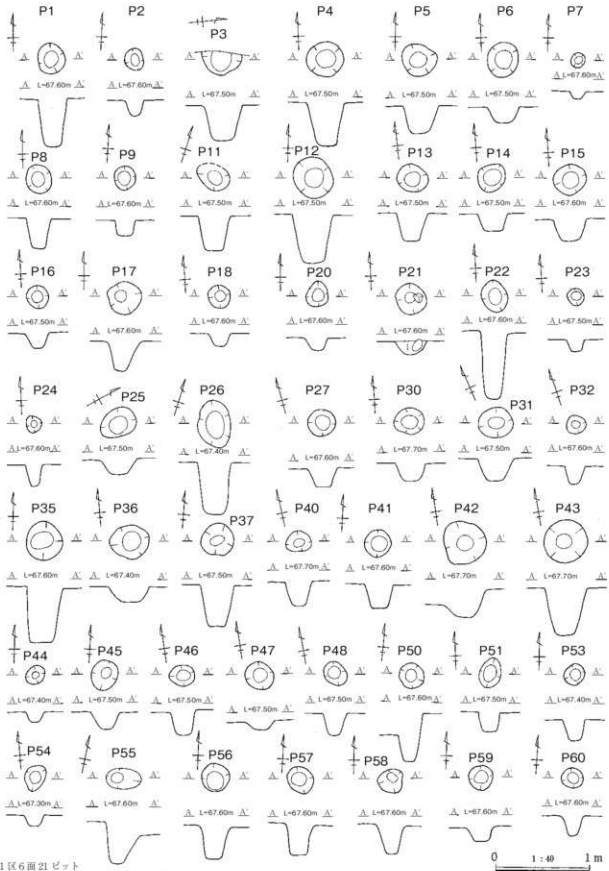 P1 P2 P3 P4 P5 P6 P7
A A' A A' A A' A A' A A' A A' A A'
A L=67.60m A' A L=67.60m A' A L=67.50m A' A L=67.50m A' A L=67.50m A' A L=67.50m A' A L=67.60m A'
P8 P9 P11 P12 P13 P14 P15
A A' A A' A A' A A' A A' A A' A A'
A L=67.60m A' A L=67.60m A' A L=67.50m A' A L=67.50m A' A L=67.50m A' A L=67.50m A' A L=67.50m A'
P16 P17 P18 P20 P21 P22 P23
A A' A A' A A' A A' A A' A A' A A'
A L=67.50m A' A L=67.60m A' A L=67.50m A' A L=67.60m A' A L=67.60m A' A L=67.60m A' A L=67.50m A'
1
P24 P25 P26 P27 P30 P31 P32
A A' A A' A A' A A' A A' A A' A A'
A L=67.60m A' A L=67.50m A' A L=67.40m A' A L=67.60m A' A L=67.70m A' A L=67.50m A' A L=67.60m A'
P35 P36 P37 P40 P41 P42 P43
A A' A A' A A' A A' A A' A A' A A'
A L=67.60m A' A L=67.40m A' A L=67.50m A' A L=67.70m A' A L=67.60m A' A L=67.70m A' A L=67.70m A'
P44 P45 P46 P47 P48 P50 P51 P53
A A' A A' A A' A A' A A' A A' A A' A A'
A L=67.40m A' A L=67.50m A' A L=67.50m A' A L=67.50m A' A L=67.50m A' A L=67.60m A' A L=67.50m A' A L=67.40m A'
P54 P55 P56 P57 P58 P59 P60
A A' A A' A A' A A' A A' A A' A A'
A L=67.30m A' A L=67.60m A' A L=67.60m A' A L=67.60m A' A L=67.60m A' A L=67.60m A' A L=67.60m A'
1区6面21ピット
0 1:40 1m